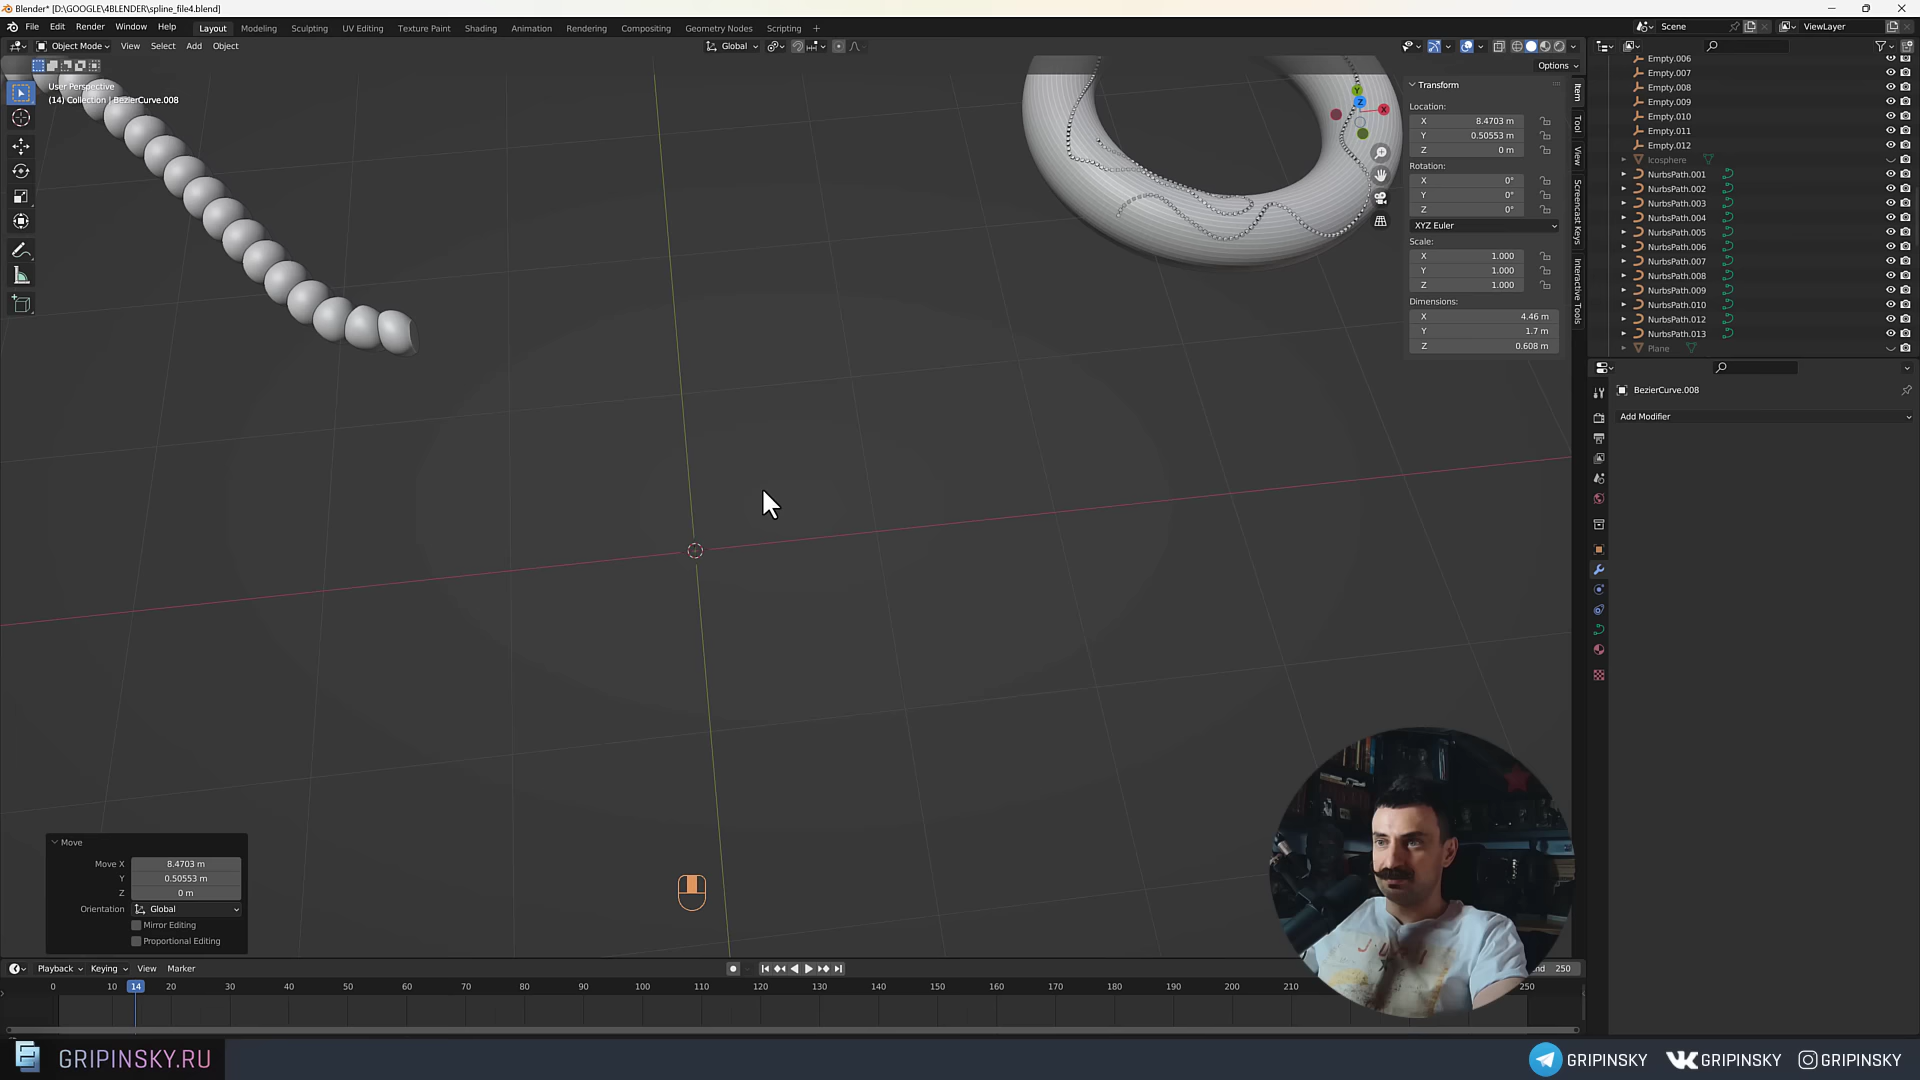 Blender* [D:\GOOGLE\4BLENDER\spline_file4.blend]
File Edit Render Window Help
Layout Modeling Sculpting UV Editing Texture Paint Shading Animation Rendering Compositing Geometry Nodes Scripting +
Scene
ViewLayer
Object Mode View Select Add Object
Global
Options
User Perspective
(14) Collection | BezierCurve.008
Transform
Location:
X 8.4703 m
Y 0.50553 m
Z 0 m
Rotation:
X 0°
Y 0°
Z 0°
XYZ Euler
Scale:
X 1.000
Y 1.000
Z 1.000
Dimensions:
X 4.46 m
Y 1.7 m
Z 0.608 m
Item
Tool
View
Screencast Keys
Interactive Tools
Y
Z
X
Empty.006
Empty.007
Empty.008
Empty.009
Empty.010
Empty.011
Empty.012
Icosphere
NurbsPath.001
NurbsPath.002
NurbsPath.003
NurbsPath.004
NurbsPath.005
NurbsPath.006
NurbsPath.007
NurbsPath.008
NurbsPath.009
NurbsPath.010
NurbsPath.012
NurbsPath.013
Plane
BezierCurve.008
Add Modifier
Move
Move X 8.4703 m
Y 0.50553 m
Z 0 m
Orientation Global
Mirror Editing
Proportional Editing
Playback Keying View Marker
250
0 10 14 20 30 40 50 60 70 80 90 100 110 120 130 140 150 160 170 180 190 200 210 250
GRIPINSKY.RU
GRIPINSKY GRIPINSKY GRIPINSKY